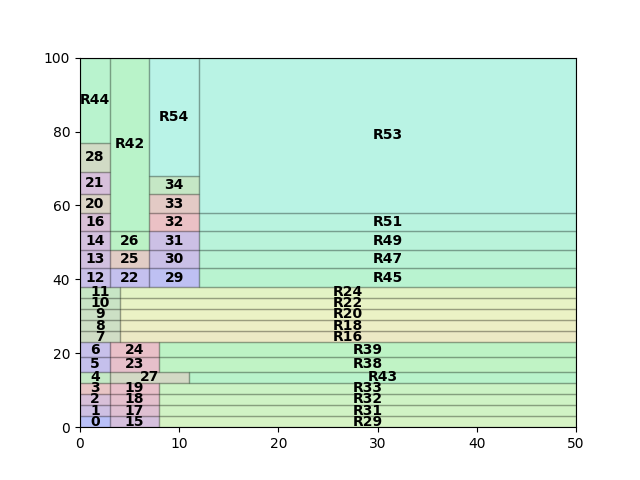 100
R44 R54 R42 R53
28
80
21 34
20 33
60
16 32 R51
14 26 31 R49
13 25 30 R47
12 22 29 R45
40
11 R24
10 R22
9 R20
8 R18
7 R16
6 24 R39
20
5 23 R38
4 27 R43
3 19 R33
2 18 R32
1 17 R31
0 15 R29
0
0 10 20 30 40 50